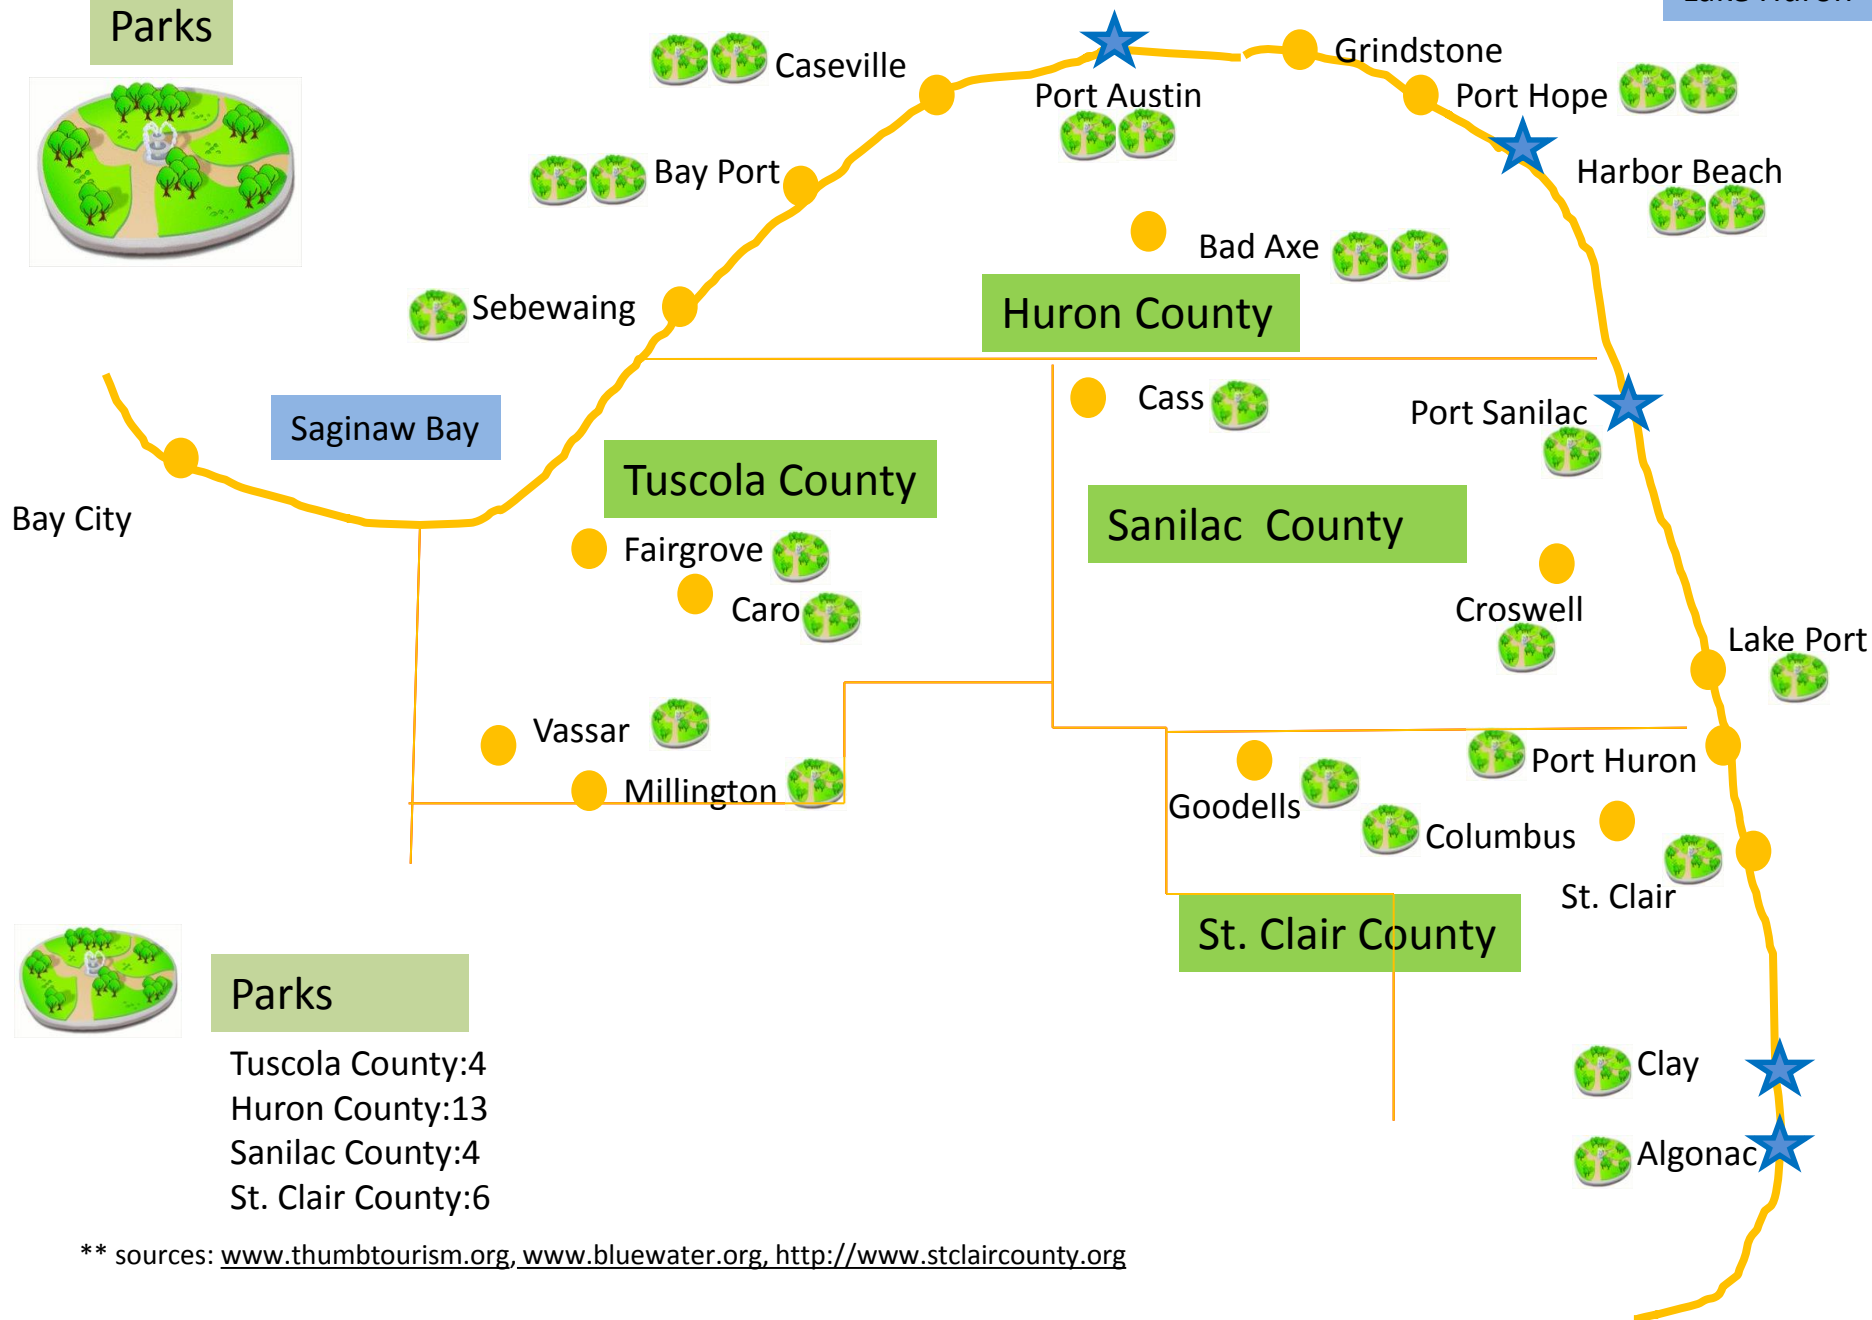 Lake Huron
Parks
Grindstone
Caseville
Port Austin
Port Hope
Bay Port
Harbor Beach
Bad Axe
Sebewaing
Huron County
Cass
Port Sanilac
Saginaw Bay
Tuscola County
Bay City
Sanilac  County
Fairgrove
Caro
Croswell
Lake Port
Vassar
Port Huron
Millington
Goodells
Columbus
St. Clair
St. Clair County
Parks
Tuscola County:4
Huron County:13
Sanilac County:4
St. Clair County:6
Clay
Algonac
** sources: www.thumbtourism.org, www.bluewater.org, http://www.stclaircounty.org